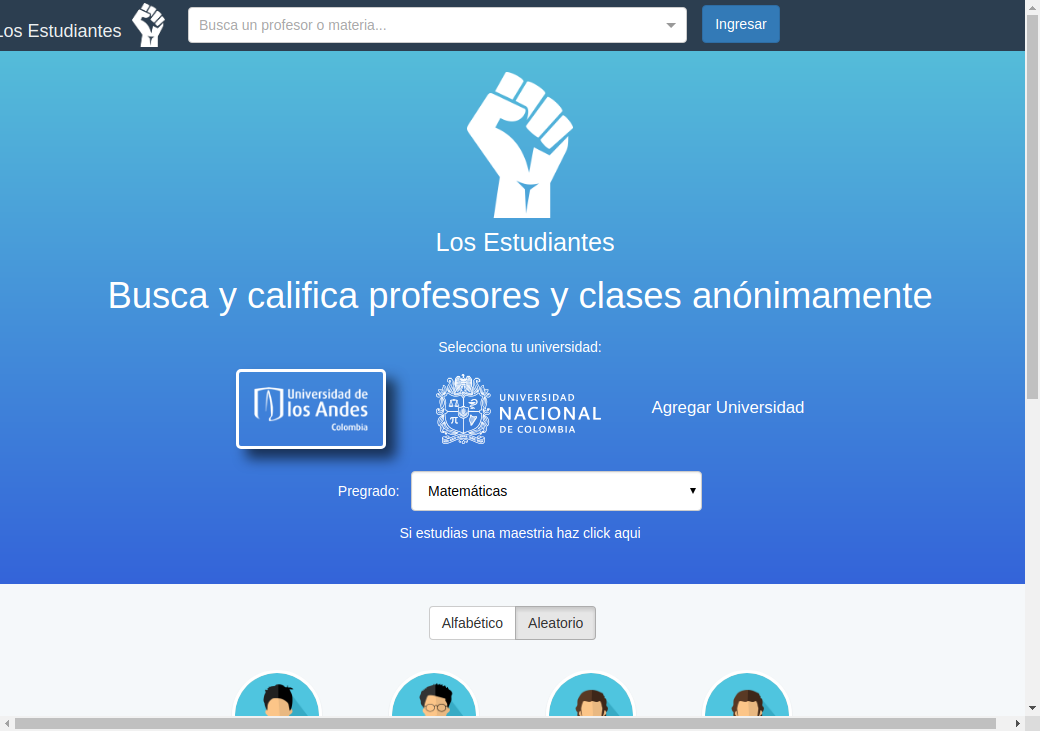 Los Estudiantes
Busca un profesor o materia...
Ingresar
Los Estudiantes
Busca y califica profesores y clases anónimamente
Selecciona tu universidad:
Universidad de
los Andes
Colombia
UNIVERSIDAD
NACIONAL
DE COLOMBIA
Agregar Universidad
Pregrado:
Matemáticas
Si estudias una maestria haz click aqui
Alfabético
Aleatorio